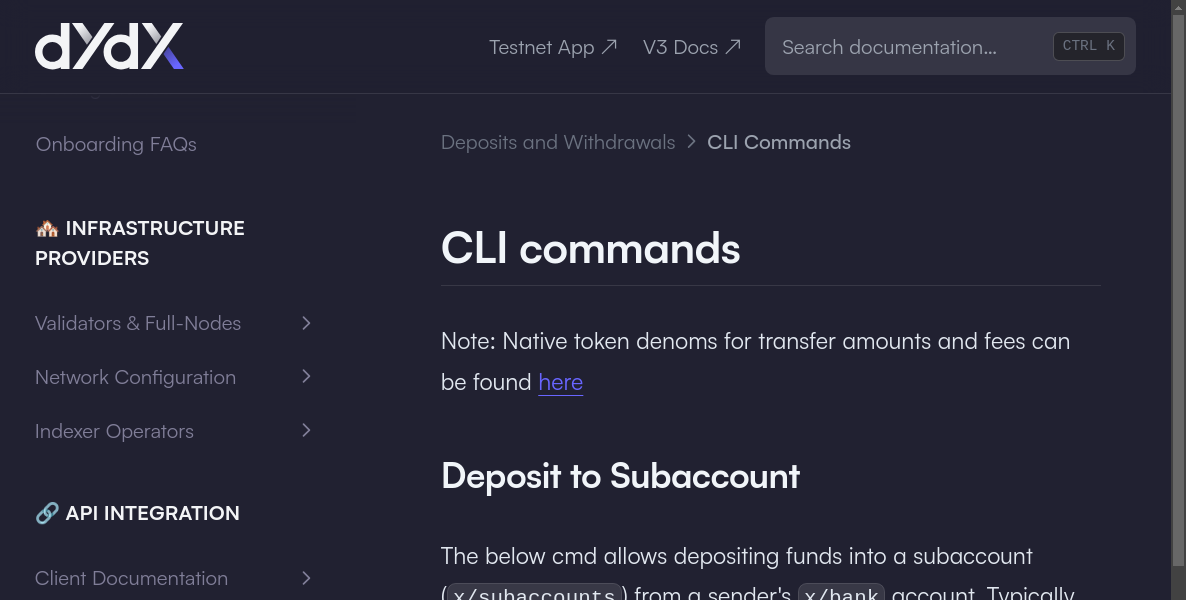 dYdX
Testnet App
V3 Docs
Search documentation…
CTRL K
Onboarding FAQs
INFRASTRUCTURE
PROVIDERS
Validators & Full-Nodes
Network Configuration
Indexer Operators
API INTEGRATION
Client Documentation
Deposits and Withdrawals
CLI Commands
CLI commands
Note: Native token denoms for transfer amounts and fees can
be found here
Deposit to Subaccount
The below cmd allows depositing funds into a subaccount
(x/subaccounts) from a sender's x/bank account. Typically